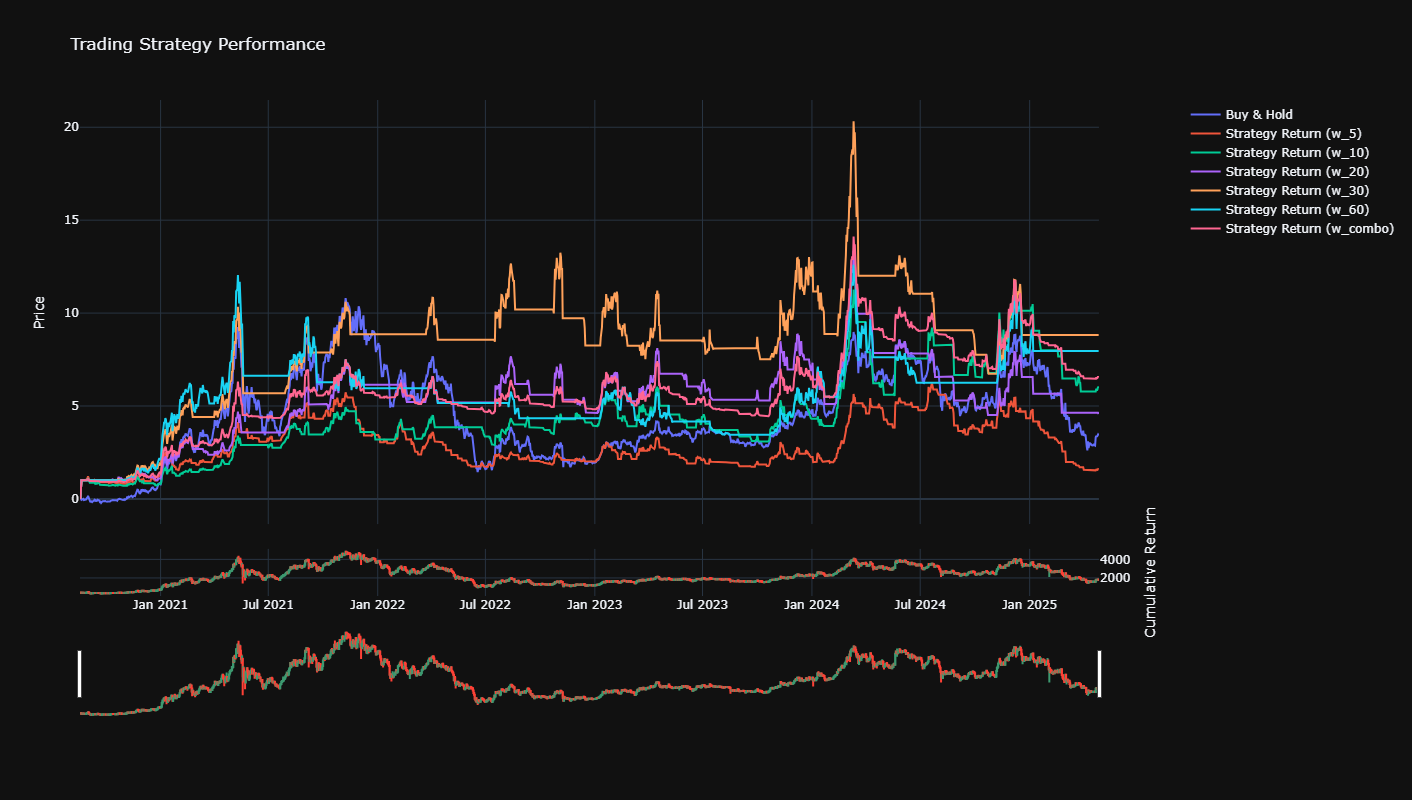 Trading Strategy Performance
Price
20
15
10
5
0
Buy & Hold
Strategy Return (w_5)
Strategy Return (w_10)
Strategy Return (w_20)
Strategy Return (w_30)
Strategy Return (w_60)
Strategy Return (w_combo)
4000
2000
Cumulative Return
Jan 2021 Jul 2021 Jan 2022 Jul 2022 Jan 2023 Jul 2023 Jan 2024 Jul 2024 Jan 2025